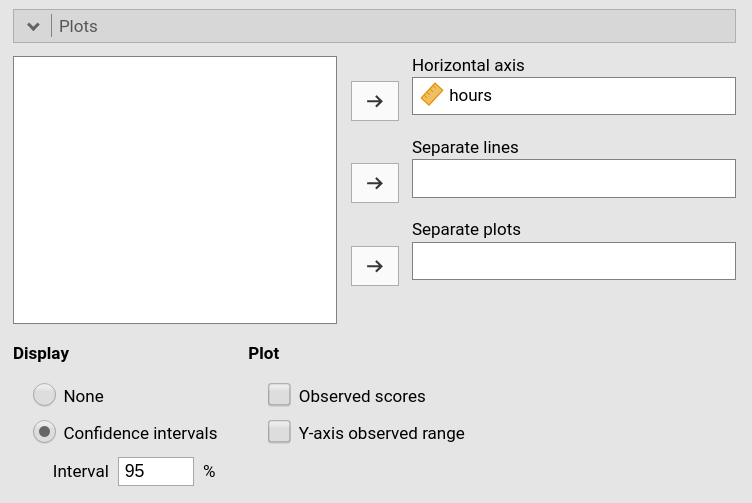 Plots
Horizontal axis
hours
Separate lines
Separate plots
Display
Plot
None
Observed scores
Confidence intervals
Y-axis observed range
Interval 95 %